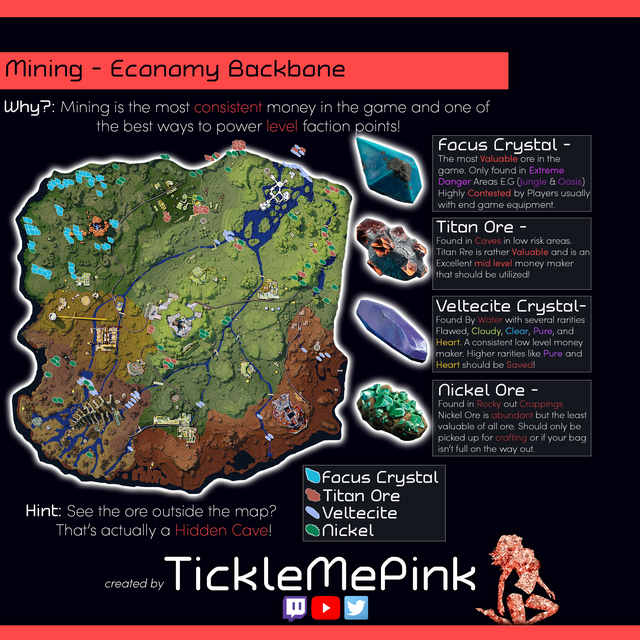 Mining - Economy Backbone
Why?: Mining is the most consistent money in the game and one of
the best ways to power level faction points!
Focus Crystal -
The most Valuable ore in the
game. Only found in Extreme
Danger Areas E.G (Jungle & Oasis)
Highly Contested by Players usually
with end game equipment.
Titan Ore -
Found in Caves in low risk areas.
Titan Rre is rather Valuable and is an
Excellent mid level money maker
that should be utilized!
Veltecite Crystal-
Found By Water with several rarities
Flawed, Cloudy, Clear, Pure, and
Heart. A consistent low level money
maker. Higher rarities like Pure and
Heart should be Saved!
Nickel Ore -
Found in Rocky out Croppings
Nickel Ore is abundant but the least
valuable of all ore. Should only be
picked up for crafting or if your bag
isn't full on the way out.
Focus Crystal
Titan Ore
Veltecite
Nickel
Hint: See the ore outside the map?
That's actually a Hidden Cave!
created by TickleMePink